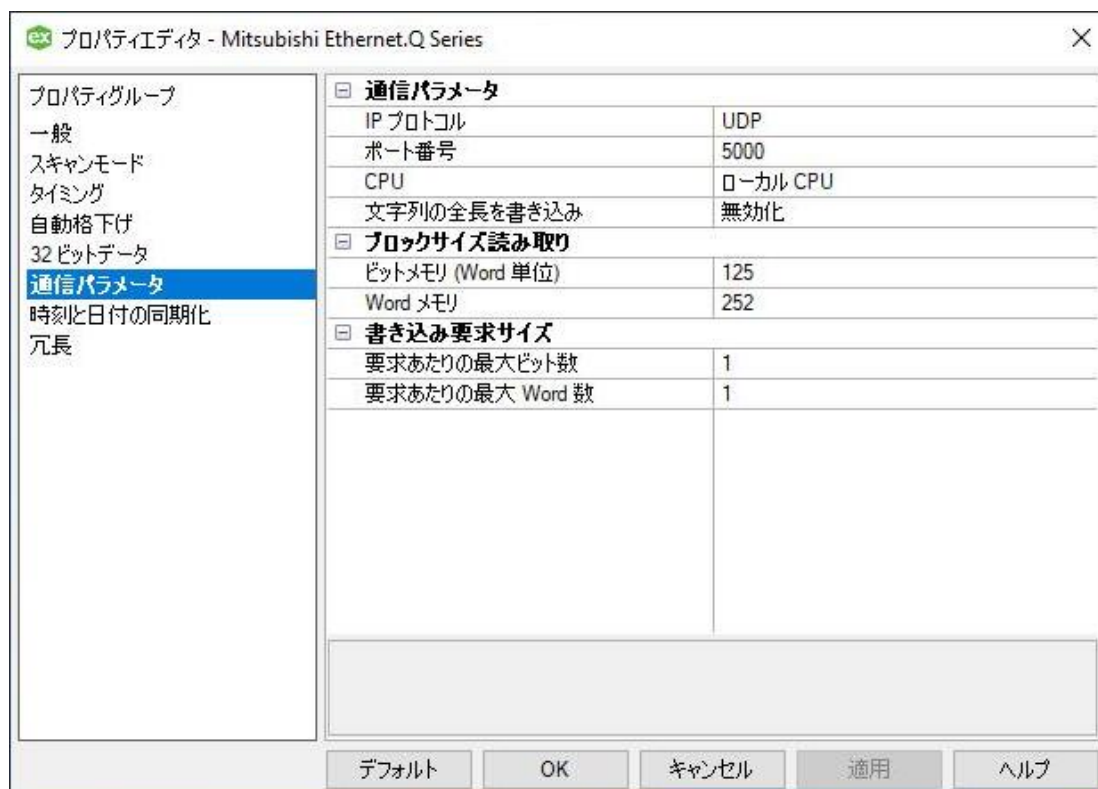 ex プロパティエディタ - Mitsubishi Ethernet.Q Series
プロパティグループ
一般
スキャンモード
タイミング
自動格下げ
32 ビットデータ
通信パラメータ
時刻と日付の同期化
冗長
通信パラメータ
IP プロトコル UDP
ポート番号 5000
CPU ローカル CPU
文字列の全長を書き込み 無効化
ブロックサイズ読み取り
ビットメモリ (Word 単位) 125
Word メモリ 252
書き込み要求サイズ
要求あたりの最大ビット数 1
要求あたりの最大 Word 数 1
デフォルト OK キャンセル 適用 ヘルプ